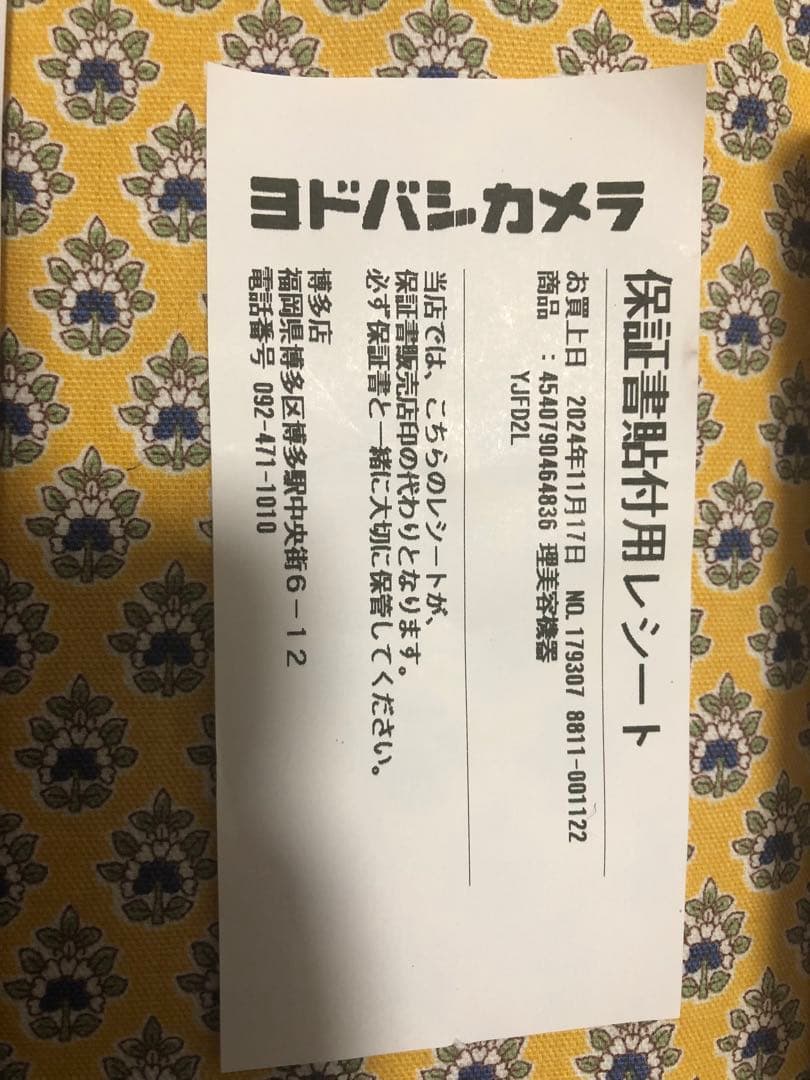 ヨドバシカメラ
保証書貼付用レシート
お買上日 2024年11月17日 NO.179307 8811-001122
商品 :4540790464836 理美容機器
YJFD2L
当店では、こちらのレシートが、
保証書販売店印の代わりとなります。
必ず保証書と一緒に大切に保管してください。
博多店
福岡県博多区博多駅中央街6-12
電話番号 092-471-1010